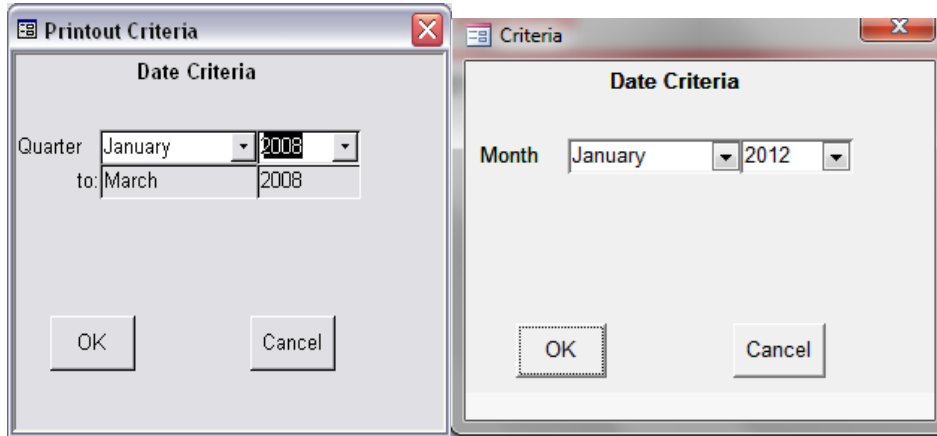 Printout Criteria
Date Criteria
Quarter January 2008
to: March 2008
OK Cancel
Criteria
Date Criteria
Month January 2012
OK Cancel